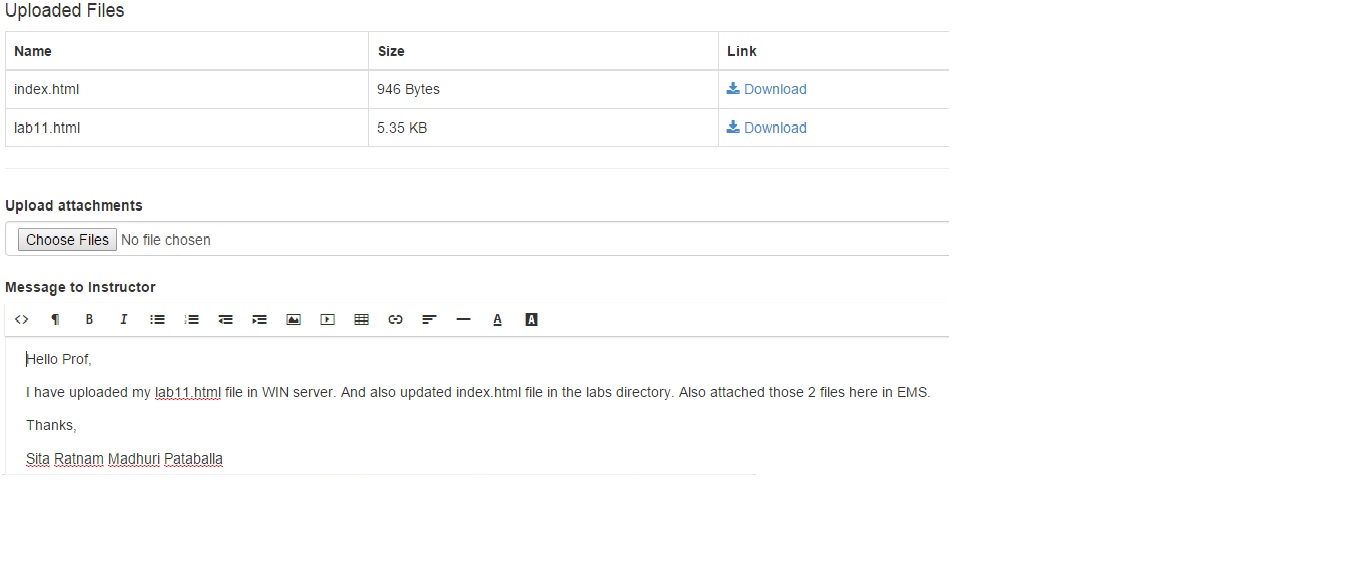 Uploaded Files
Name Size Link
index.html 946 Bytes Download
lab11.html 5.35 KB Download
Upload attachments
Choose Files No file chosen
Message to Instructor
Hello Prof,
I have uploaded my lab11.html file in WIN server. And also updated index.html file in the labs directory. Also attached those 2 files here in EMS.
Thanks,
Sita Ratnam Madhuri Pataballa